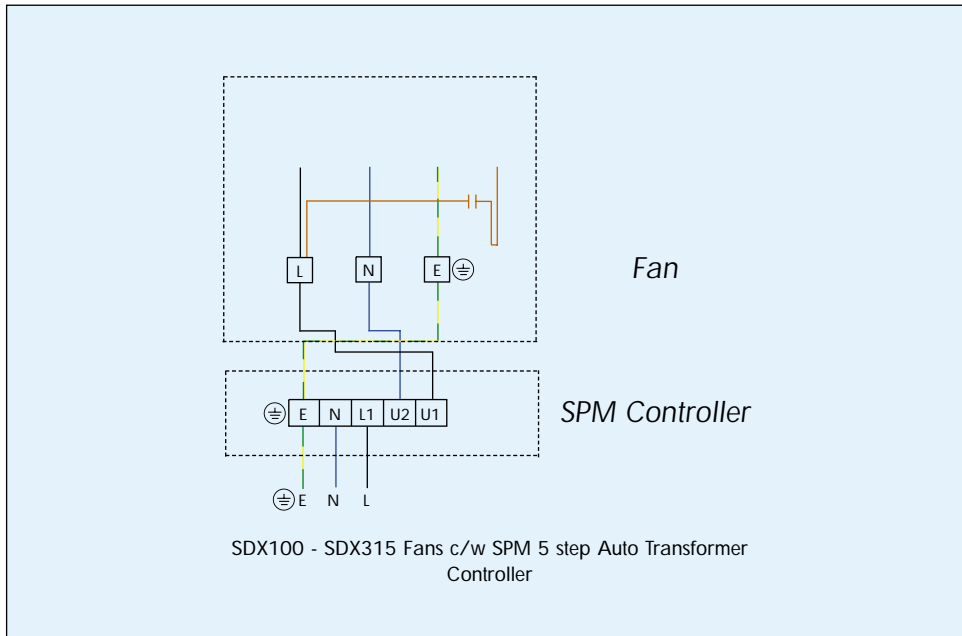 L N E
Fan
E N L1 U2 U1
SPM Controller
E N L
SDX100 - SDX315 Fans c/w SPM 5 step Auto Transformer
Controller